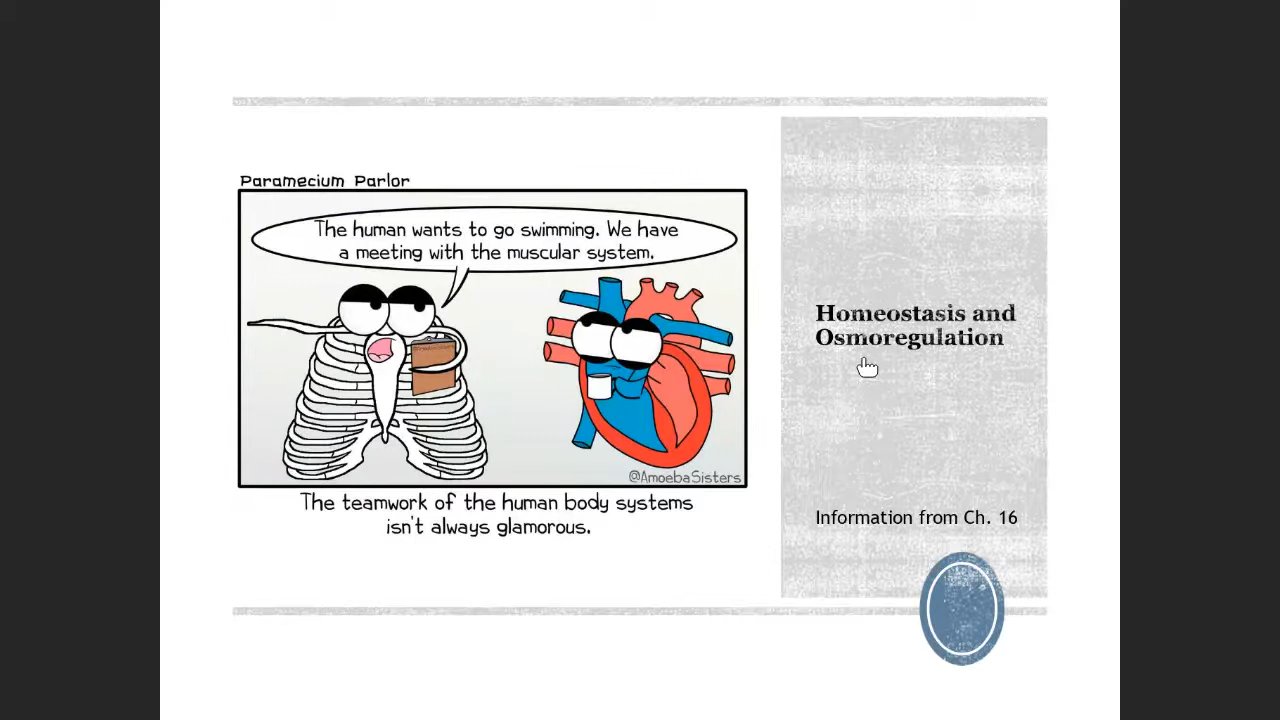 Paramecium Parlor
The human wants to go swimming. We have
a meeting with the muscular system.
@AmoebaSisters
The teamwork of the human body systems
isn't always glamorous.
Homeostasis and
Osmoregulation
Information from Ch. 16